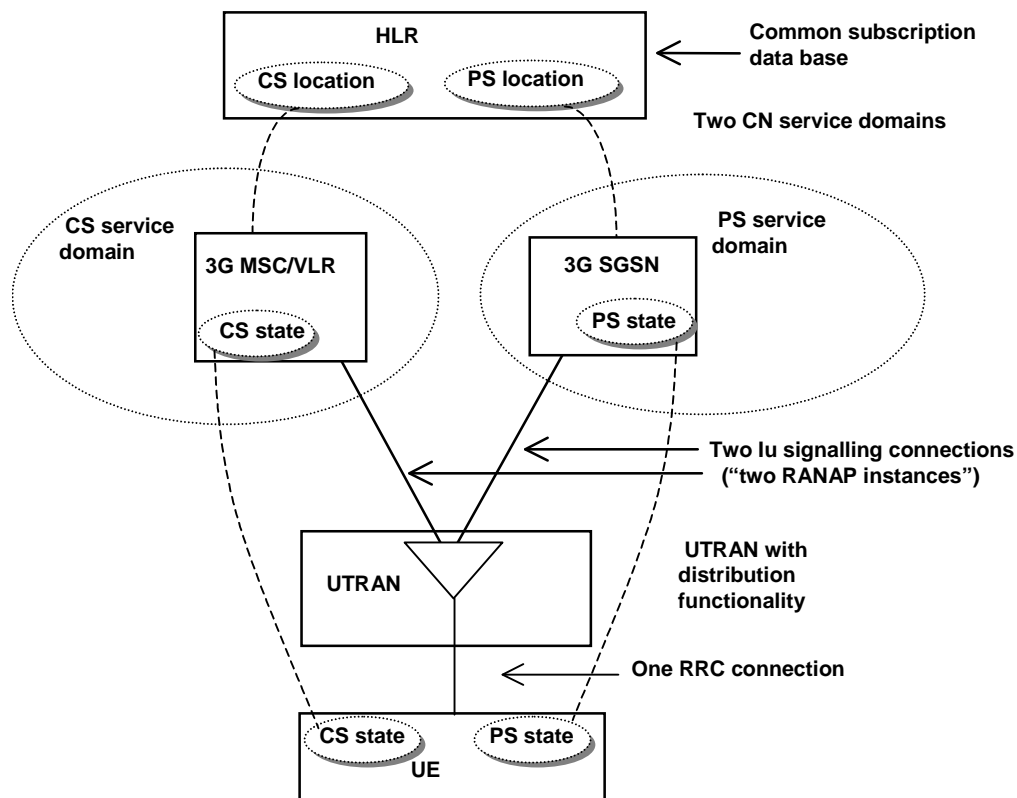 HLR
Common subscription
data base
CS location
PS location
Two CN service domains
CS service
domain
PS service
domain
3G MSC/VLR
3G SGSN
CS state
PS state
Two Iu signalling connections
(“two RANAP instances”)
UTRAN
UTRAN with
distribution
functionality
One RRC connection
CS state
PS state
UE